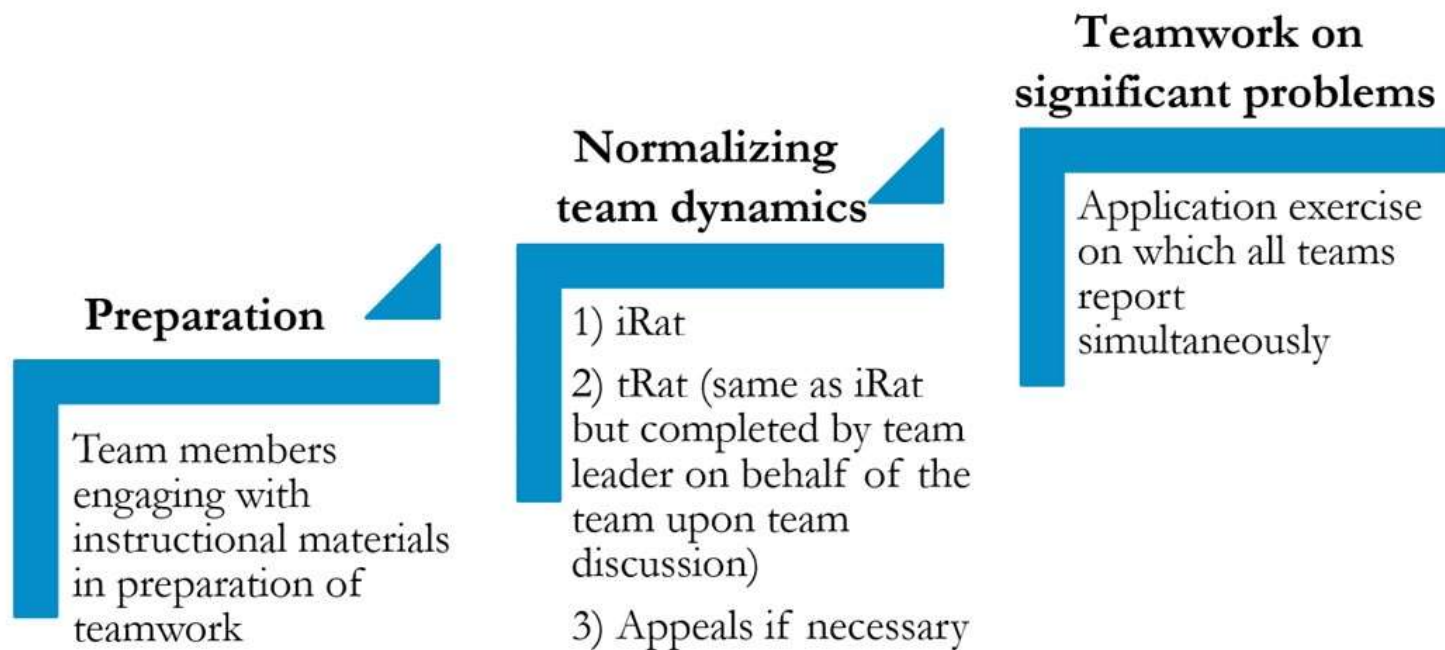 Preparation
Team members
engaging with
instructional materials
in preparation of
teamwork
Normalizing
team dynamics
1) iRat
2) tRat (same as iRat
but completed by team
leader on behalf of the
team upon team
discussion)
3) Appeals if necessary
Teamwork on
significant problems
Application exercise
on which all teams
report
simultaneously